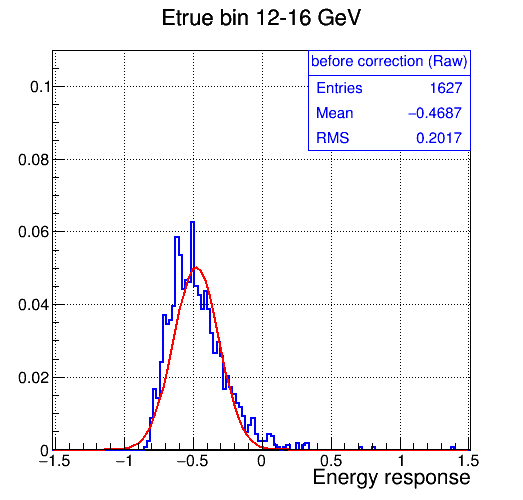 Etrue bin 12-16 GeV
before correction (Raw)
Entries 1627
Mean −0.4687
RMS 0.2017
0.1
0.08
0.06
0.04
0.02
0
−1.5 −1 −0.5 0 0.5 1 1.5
Energy response